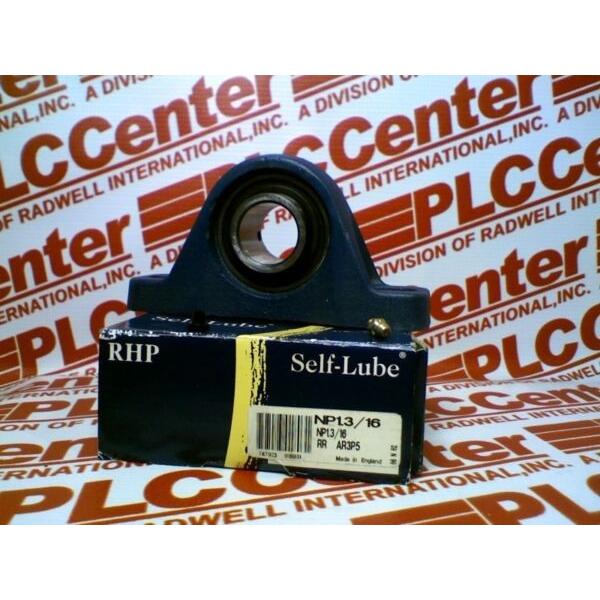 PLCCenter
A DIVISION OF RADWELL INTERNATIONAL, INC.
RHP
Self-Lube®
NP1.3/16
NP1.3/16
RR AR3P5
Made in England